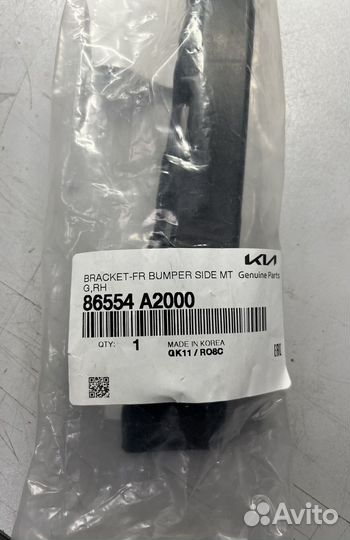 KIA
BRACKET-FR BUMPER SIDE MT Genuine Parts
G,RH
86554 A2000
QTY: 1 MADE IN KOREA
GK11 / RO8C
EAC
Avito